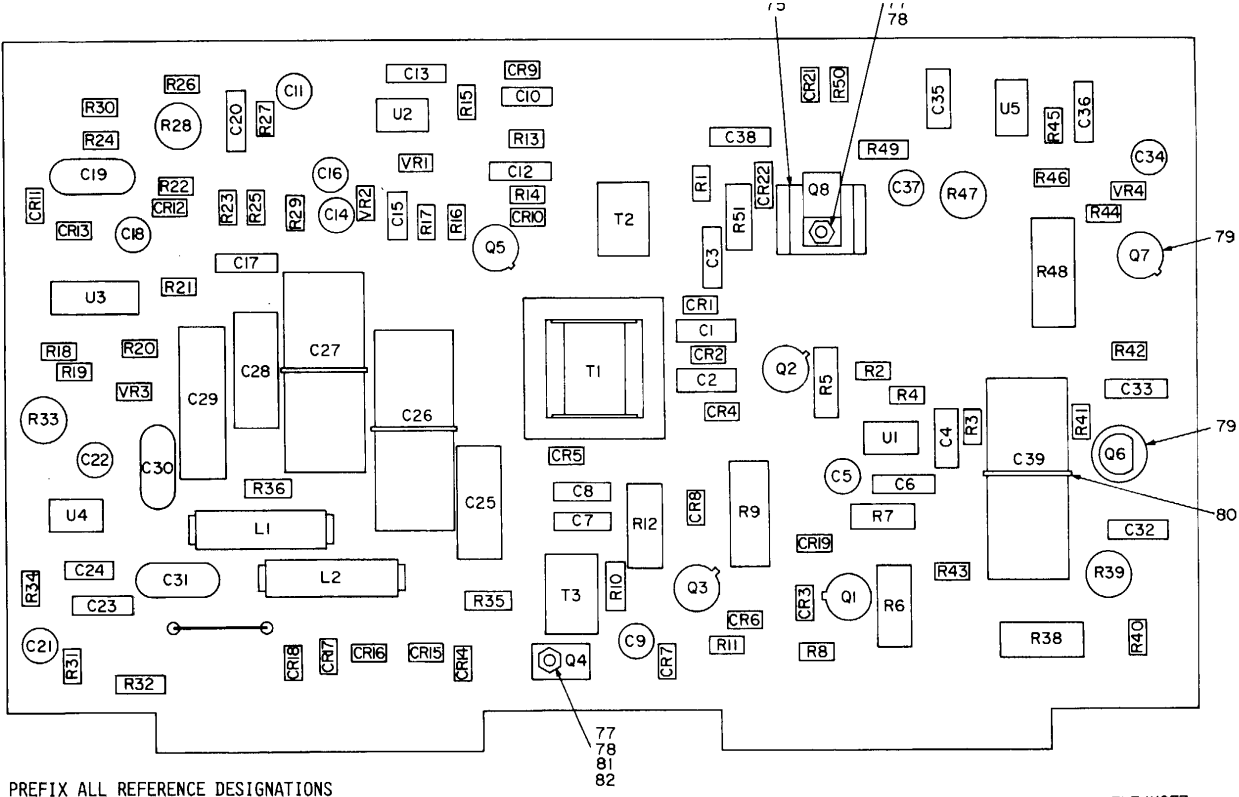 75
77
78
CR9
CR21
R50
C13
R26
C11
C10
C35
R30
C20
R27
U2
R15
U5
C36
R28
R45
R24
R13
C38
R49
C34
VR1
C19
C16
C12
R1
CR22
Q8
R46
R22
C37
R47
VR4
CR11
R23
R25
VR2
R14
CR12
R29
C14
C15
R17
R16
CR10
T2
R51
R44
CR13
C18
Q5
79
C3
Q7
C17
R48
R21
U3
CR1
C1
R18
R20
C27
CR2
R42
R19
C28
T1
Q2
R5
R2
C2
C33
VR3
C29
R4
C26
CR4
R33
U1
C4
R3
R41
79
C22
CR5
Q6
C30
C5
C39
R36
C8
C6
C25
CR8
R9
U4
L1
C7
R12
R7
80
C32
CR19
C24
L2
R43
R39
R34
C31
R10
Q3
C23
R35
T3
CR3
Q1
R6
CR6
C21
C9
R11
R38
R40
R31
CR18
CR17
CR16
CR15
CR14
Q4
CR7
R8
R32
77
78
81
82
PREFIX ALL REFERENCE DESIGNATIONS